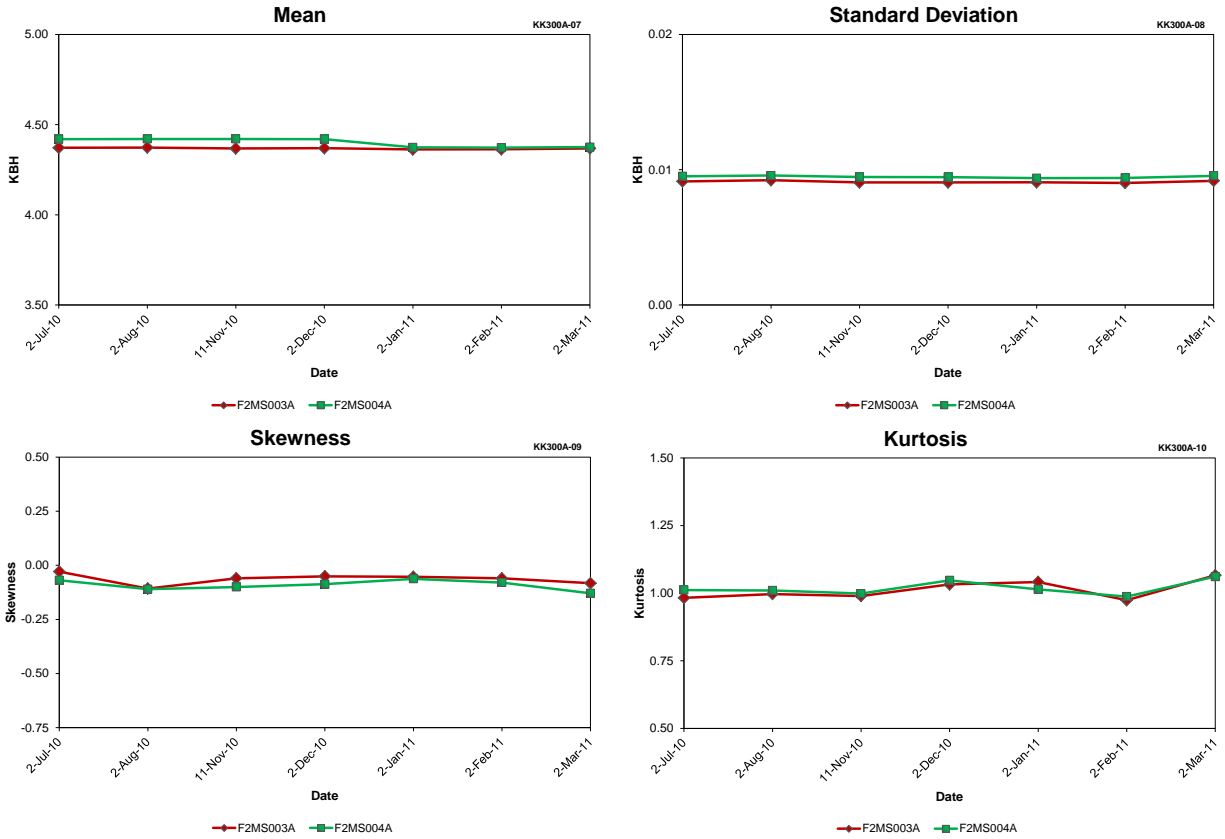 Mean
KK300A-07
5.00
4.50
4.00
3.50
KBH
2-Jul-10
2-Aug-10
11-Nov-10
2-Dec-10
2-Jan-11
2-Feb-11
2-Mar-11
Date
F2MS003A F2MS004A
Standard Deviation
KK300A-08
0.02
0.01
0.00
KBH
2-Jul-10
2-Aug-10
11-Nov-10
2-Dec-10
2-Jan-11
2-Feb-11
2-Mar-11
Date
F2MS003A F2MS004A
Skewness
KK300A-09
0.50
0.25
0.00
-0.25
-0.50
-0.75
Skewness
2-Jul-10
2-Aug-10
11-Nov-10
2-Dec-10
2-Jan-11
2-Feb-11
2-Mar-11
Date
F2MS003A F2MS004A
Kurtosis
KK300A-10
1.50
1.25
1.00
0.75
0.50
Kurtosis
2-Jul-10
2-Aug-10
11-Nov-10
2-Dec-10
2-Jan-11
2-Feb-11
2-Mar-11
Date
F2MS003A F2MS004A